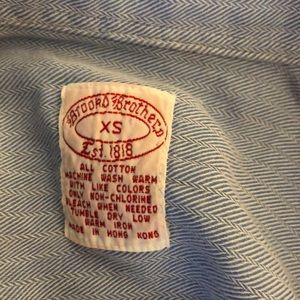 Brooks Brothers
XS
Est. 1818
ALL COTTON
MACHINE WASH WARM
WITH LIKE COLORS
ONLY NON-CHLORINE
BLEACH WHEN NEEDED
TUMBLE DRY LOW
WARM IRON
MADE IN HONG KONG